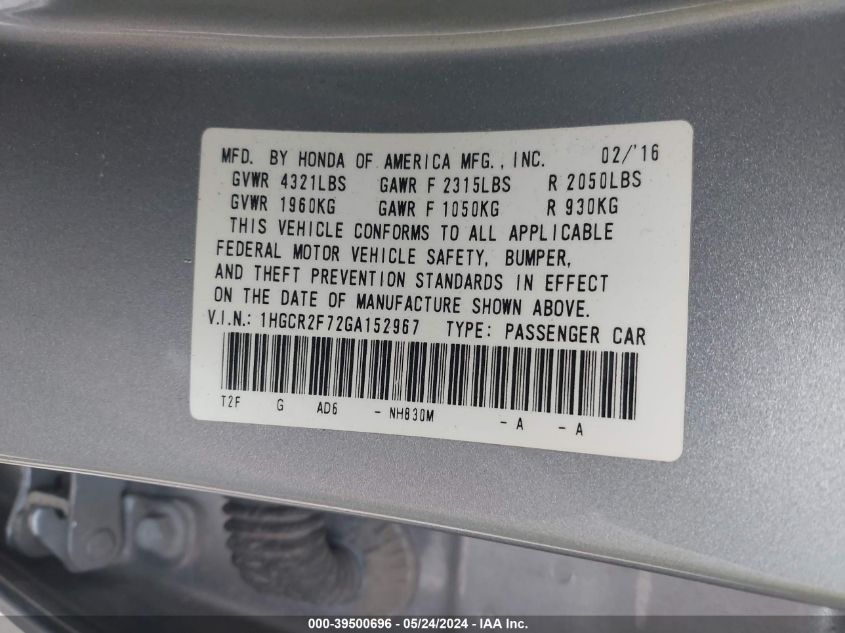 MFD. BY HONDA OF AMERICA MFG., INC. 02/'16
GVWR 4321LBS GAWR F 2315LBS R 2050LBS
GVWR 1960KG GAWR F 1050KG R 930KG
THIS VEHICLE CONFORMS TO ALL APPLICABLE
FEDERAL MOTOR VEHICLE SAFETY, BUMPER,
AND THEFT PREVENTION STANDARDS IN EFFECT
ON THE DATE OF MANUFACTURE SHOWN ABOVE.
V.I.N.: 1HGCR2F72GA152967 TYPE: PASSENGER CAR
T2F G AD6 - NH830M - A - A
000-39500696 - 05/24/2024 - IAA Inc.